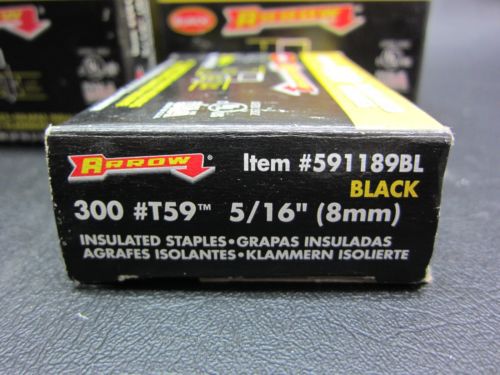 ARROW
Item #591189BL
BLACK
300 #T59™ 5/16" (8mm)
INSULATED STAPLES•GRAPAS INSULADAS
AGRAFES ISOLANTES•KLAMMERN ISOLIERTE